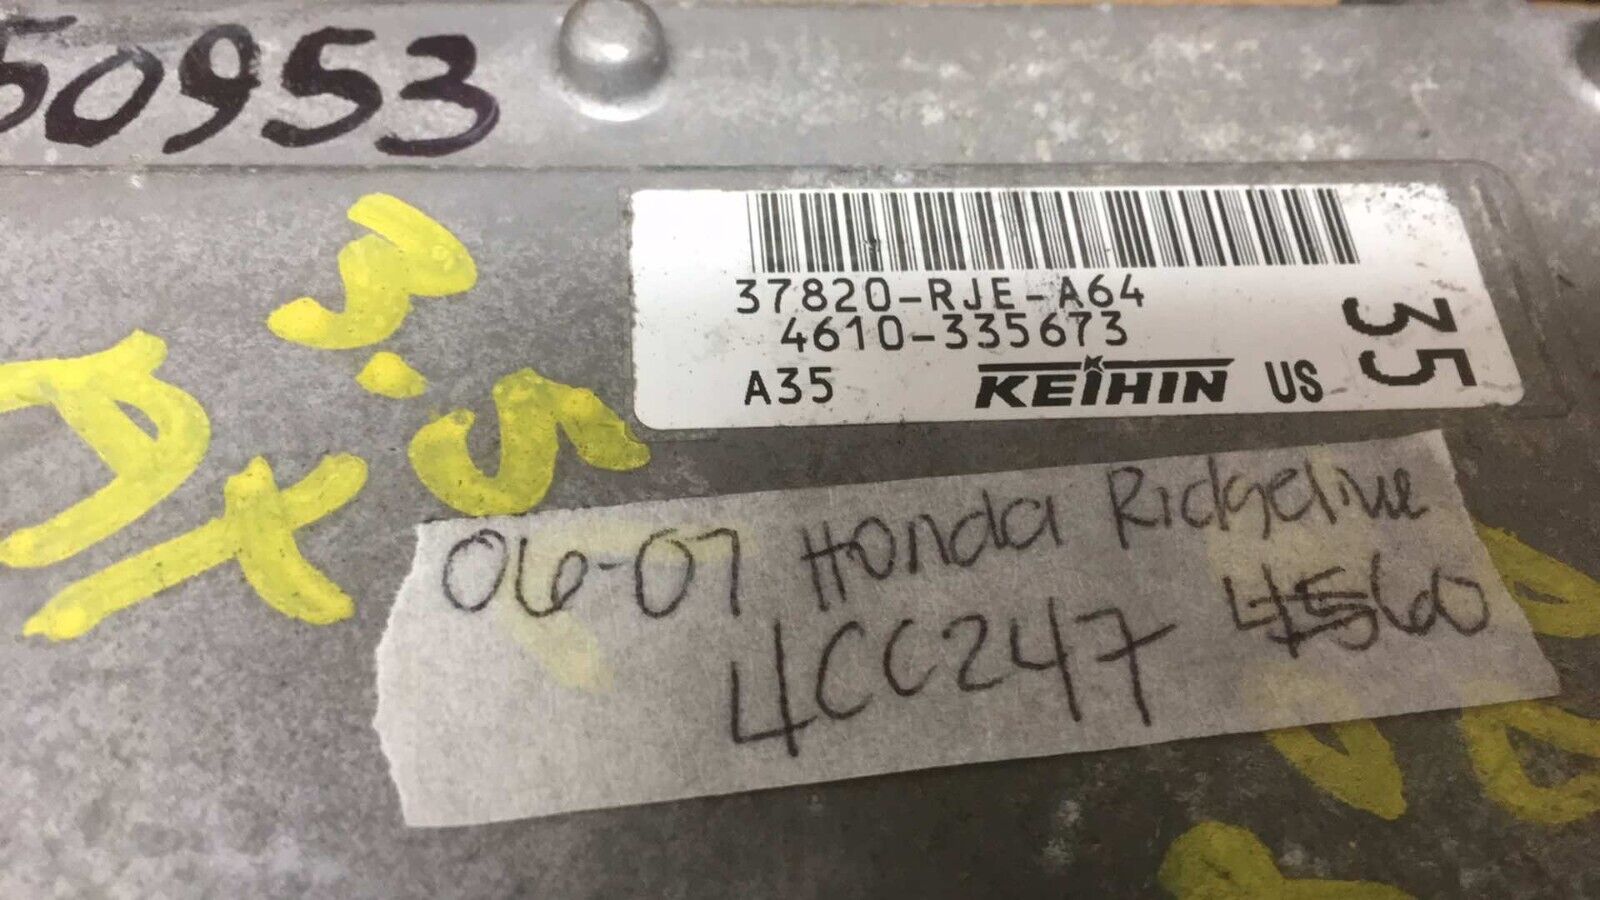 50953
37820-RJE-A64
4610-335673
A35 KEIHIN US
35
3.5
06-07 Honda Ridgeline
4CC247 4560